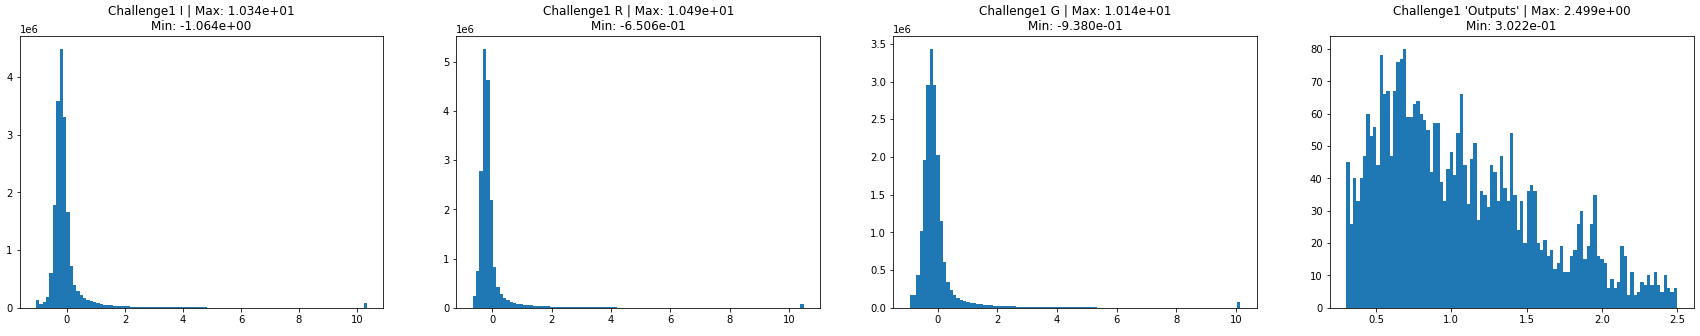 Challenge1 I | Max: 1.034e+01
Min: -1.064e+00
1e6
4
3
2
1
0
0 2 4 6 8 10
Challenge1 R | Max: 1.049e+01
Min: -6.506e-01
1e6
5
4
3
2
1
0
0 2 4 6 8 10
Challenge1 G | Max: 1.014e+01
Min: -9.380e-01
1e6
3.5
3.0
2.5
2.0
1.5
1.0
0.5
0.0
0 2 4 6 8 10
Challenge1 'Outputs' | Max: 2.499e+00
Min: 3.022e-01
80
70
60
50
40
30
20
10
0
0.5 1.0 1.5 2.0 2.5